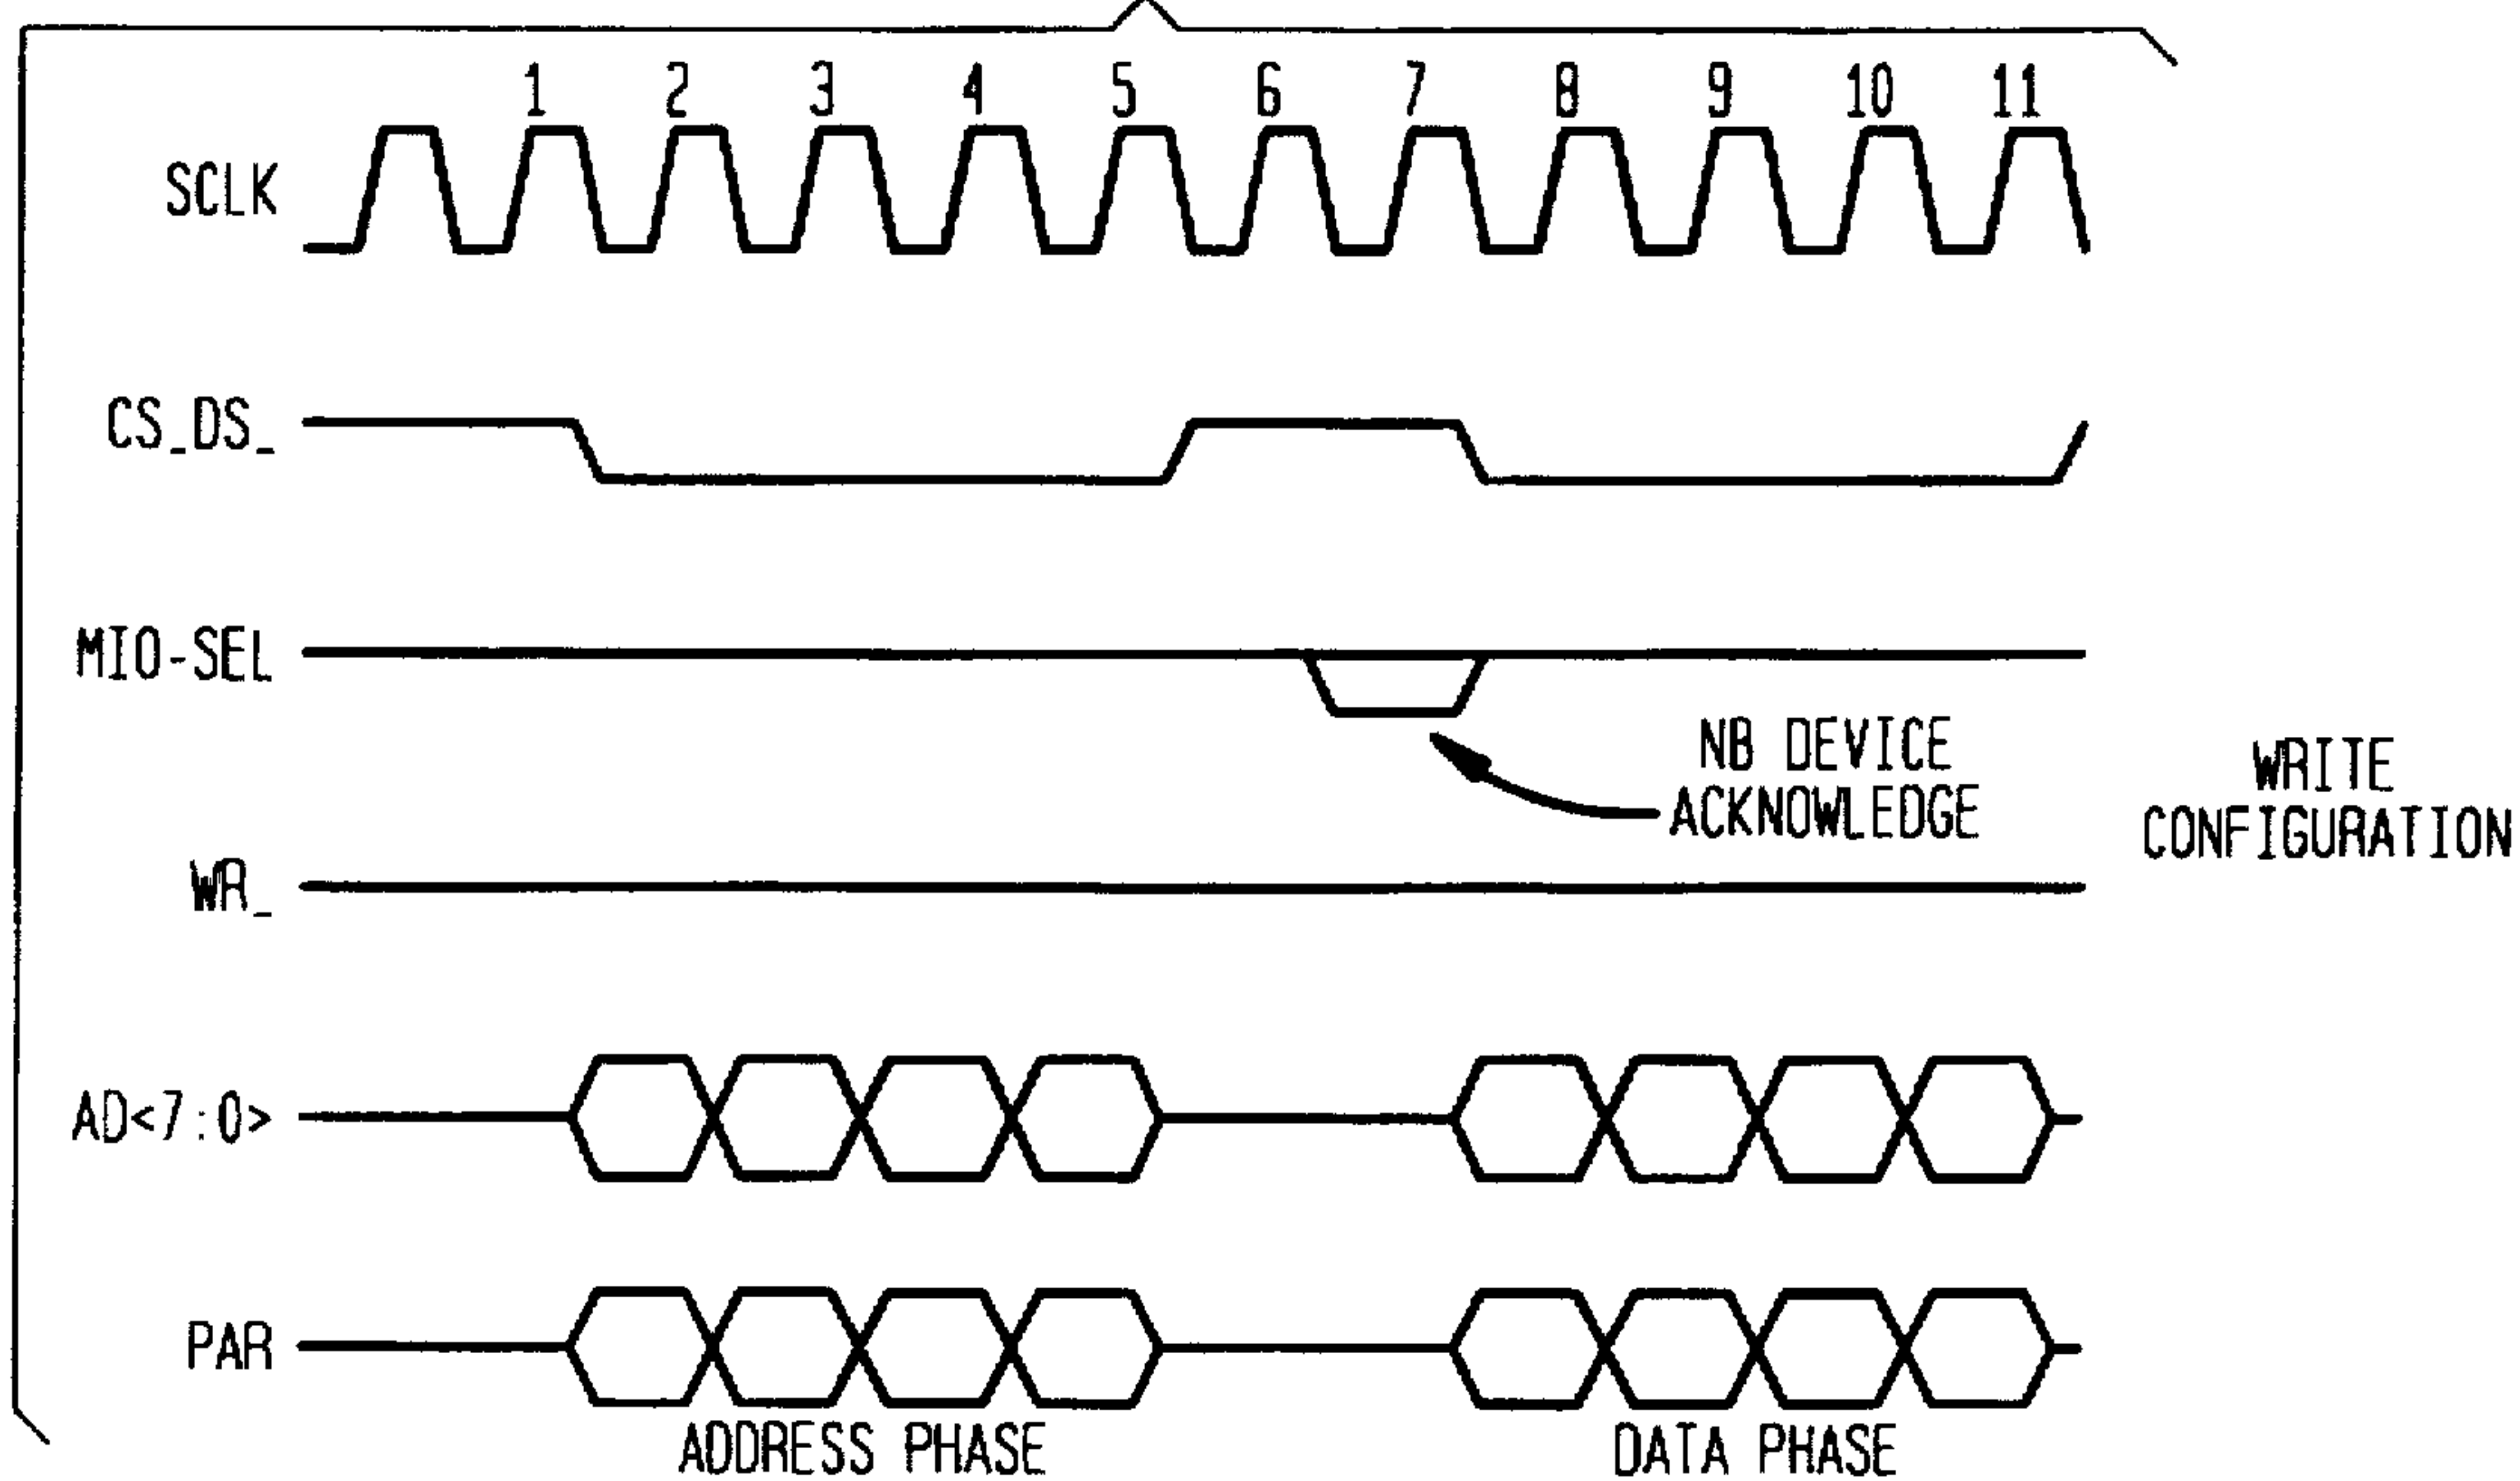 1 2 3 4 5 6 7 8 9 10 11
SCLK
CS_DS_
MIO-SEL
NB DEVICE
ACKNOWLEDGE
WRITE
CONFIGURATION
WR_
AD<7:0>
PAR
ADDRESS PHASE
DATA PHASE